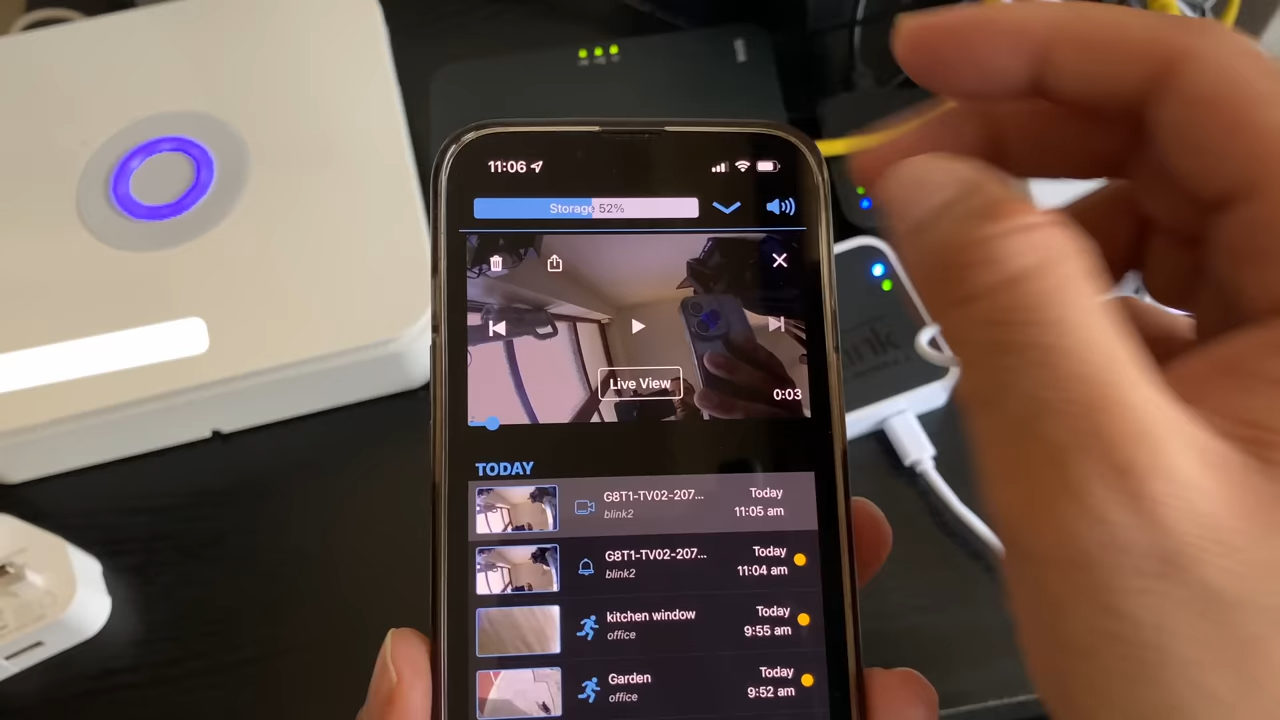 11:06
Storage 52%
Live View
0:03
TODAY
G8T1-TV02-207... Today
blink2 11:05 am
G8T1-TV02-207... Today
blink2 11:04 am
kitchen window Today
office 9:55 am
Garden Today
office 9:52 am